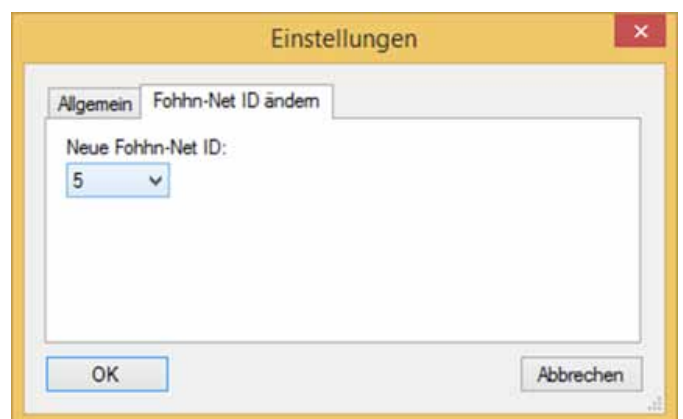 Einstellungen
Allgemein Fohhn-Net ID ändern
Neue Fohhn-Net ID:
5
OK Abbrechen